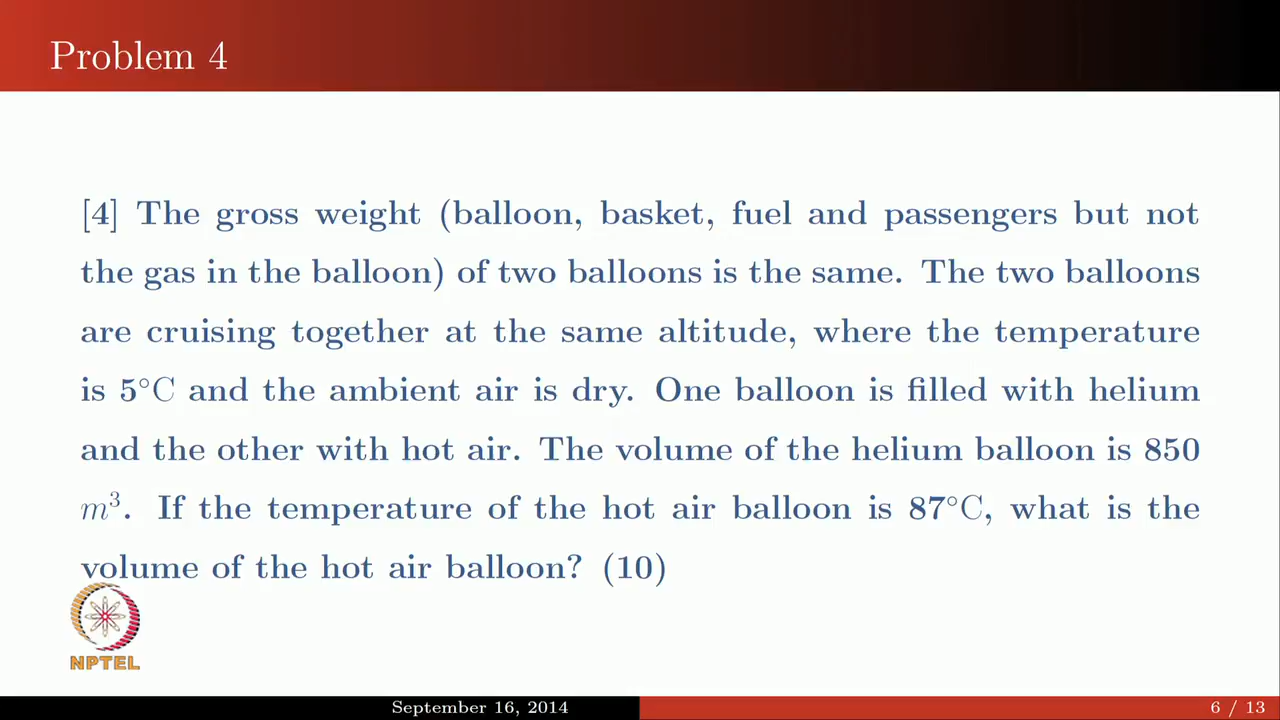 Problem 4
[4] The gross weight (balloon, basket, fuel and passengers but not
the gas in the balloon) of two balloons is the same. The two balloons
are cruising together at the same altitude, where the temperature
is 5°C and the ambient air is dry. One balloon is filled with helium
and the other with hot air. The volume of the helium balloon is 850
m³. If the temperature of the hot air balloon is 87°C, what is the
volume of the hot air balloon? (10)
NPTEL
September 16, 2014
6 / 13